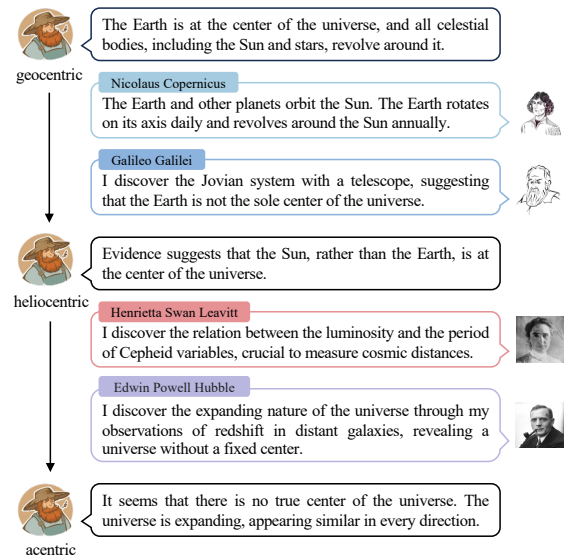 The Earth is at the center of the universe, and all celestial
bodies, including the Sun and stars, revolve around it.
geocentric
Nicolaus Copernicus
The Earth and other planets orbit the Sun. The Earth rotates
on its axis daily and revolves around the Sun annually.
Galileo Galilei
I discover the Jovian system with a telescope, suggesting
that the Earth is not the sole center of the universe.
Evidence suggests that the Sun, rather than the Earth, is at
the center of the universe.
heliocentric
Henrietta Swan Leavitt
I discover the relation between the luminosity and the period
of Cepheid variables, crucial to measure cosmic distances.
Edwin Powell Hubble
I discover the expanding nature of the universe through my
observations of redshift in distant galaxies, revealing a
universe without a fixed center.
It seems that there is no true center of the universe. The
universe is expanding, appearing similar in every direction.
acentric